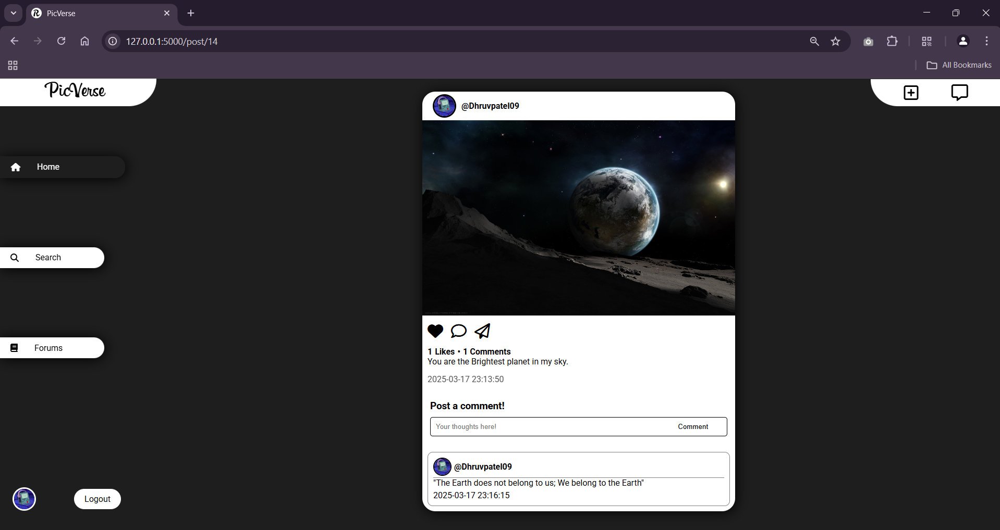 PicVerse
127.0.0.1:5000/post/14
All Bookmarks
PicVerse
@Dhruvpatel09
Home
Search
Forums
1 Likes • 1 Comments
You are the Brightest planet in my sky.
2025-03-17 23:13:50
Post a comment!
Your thoughts here!
Comment
@Dhruvpatel09
"The Earth does not belong to us; We belong to the Earth"
2025-03-17 23:16:15
Logout